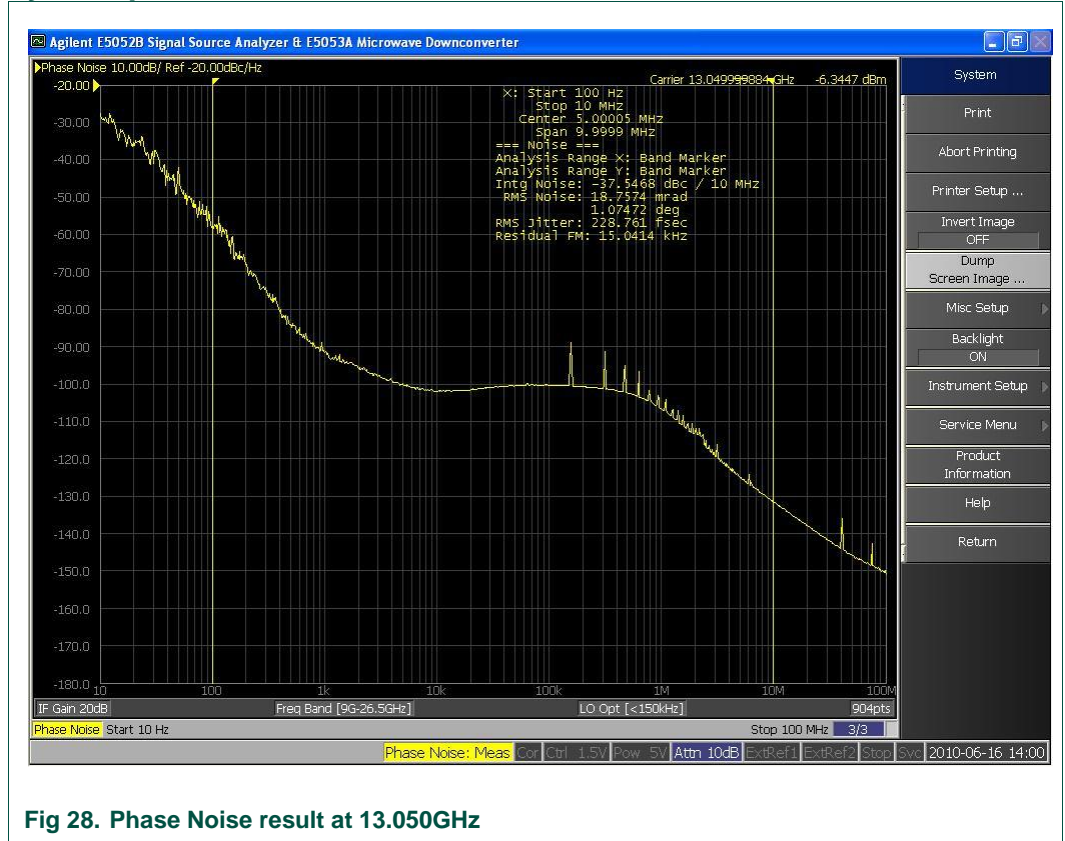 Agilent E5052B Signal Source Analyzer & E5053A Microwave Downconverter
Phase Noise 10.00dB/ Ref -20.00dBc/Hz
Carrier 13.049999884 GHz -6.3447 dBm
X: Start 100 Hz
Stop 10 MHz
Center 5.00005 MHz
Span 9.9999 MHz
=== Noise ===
Analysis Range X: Band Marker
Analysis Range Y: Band Marker
Intg Noise: -37.5468 dBc / 10 MHz
RMS Noise: 18.7574 mrad
1.07472 deg
RMS Jitter: 228.761 fsec
Residual FM: 15.0414 kHz
-20.00
-30.00
-40.00
-50.00
-60.00
-70.00
-80.00
-90.00
-100.0
-110.0
-120.0
-130.0
-140.0
-150.0
-160.0
-170.0
-180.0
10 100 1k 10k 100k 1M 10M 100M
IF Gain 20dB Freq Band [9G-26.5GHz] LO Opt [<150kHz] 904pts
Phase Noise Start 10 Hz Stop 100 MHz 3/3
Phase Noise: Meas Cor Ctrl 1.5V Pow 5V Attn 10dB ExtRef1 ExtRef2 Stop Svc 2010-06-16 14:00
System
Print
Abort Printing
Printer Setup ...
Invert Image
OFF
Dump
Screen Image ...
Misc Setup
Backlight
ON
Instrument Setup
Service Menu
Product
Information
Help
Return
Fig 28. Phase Noise result at 13.050GHz